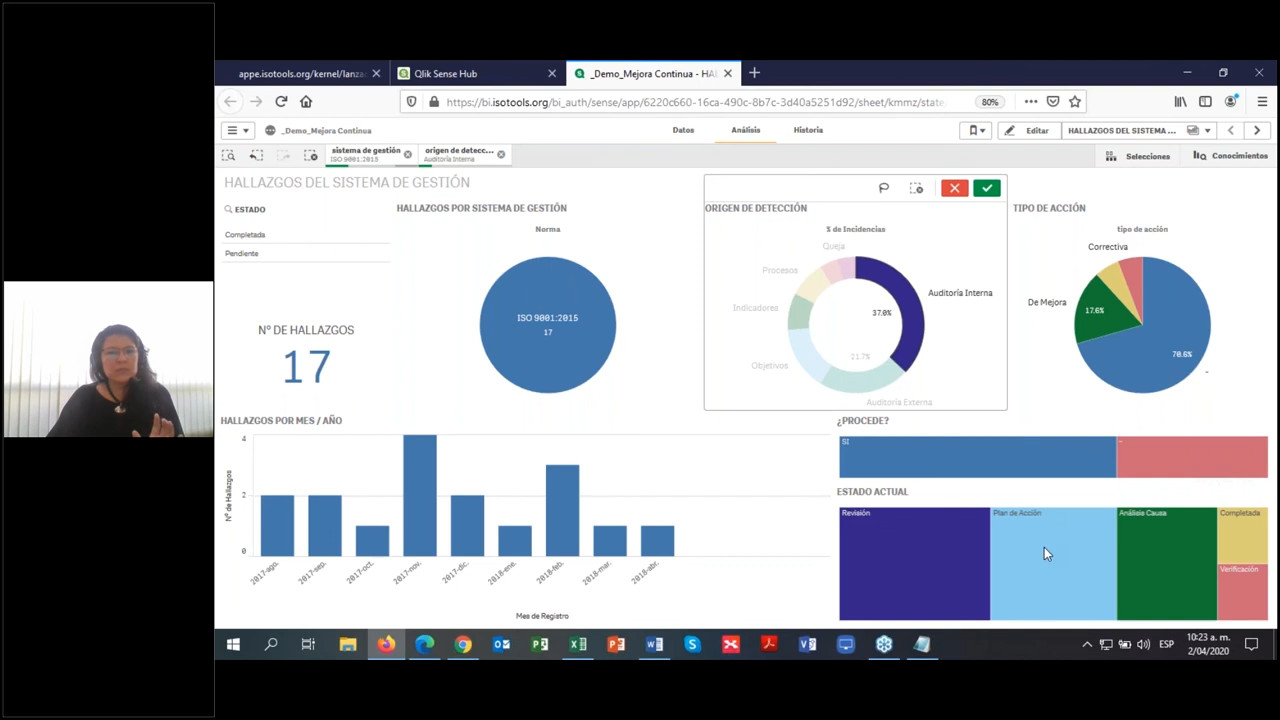 appe.isotools.org/kernel/lanza
Qlik Sense Hub
_Demo_Mejora Continua - HA
https://bi.isotools.org/bi_auth/sense/app/6220c660-16ca-490c-8b7c-3d40a5251d92/sheet/kmmz/state
80%
_Demo_Mejora Continua
Datos
Análisis
Historia
Editar
HALLAZGOS DEL SISTEMA ...
sistema de gestión
ISO 9001:2015
origen de detecc...
Auditoría Interna
Selecciones
Conocimientos
HALLAZGOS DEL SISTEMA DE GESTIÓN
ESTADO
Completada
Pendiente
Nº DE HALLAZGOS
17
HALLAZGOS POR SISTEMA DE GESTIÓN
Norma
ISO 9001:2015
17
ORIGEN DE DETECCIÓN
% de Incidencias
Queja
Procesos
Indicadores
Objetivos
Auditoría Externa
Auditoría Interna
37.0%
21.7%
TIPO DE ACCIÓN
tipo de acción
Correctiva
De Mejora
17.6%
70.6%
-
HALLAZGOS POR MES / AÑO
Nº de Hallazgos
4
2
0
2017-ago.
2017-sep.
2017-oct.
2017-nov.
2017-dic.
2018-ene.
2018-feb.
2018-mar.
2018-abr.
Mes de Registro
¿PROCEDE?
SI
-
ESTADO ACTUAL
Revisión
Plan de Acción
Análisis Causa
Completada
Verificación
ESP
10:23 a. m.
2/04/2020